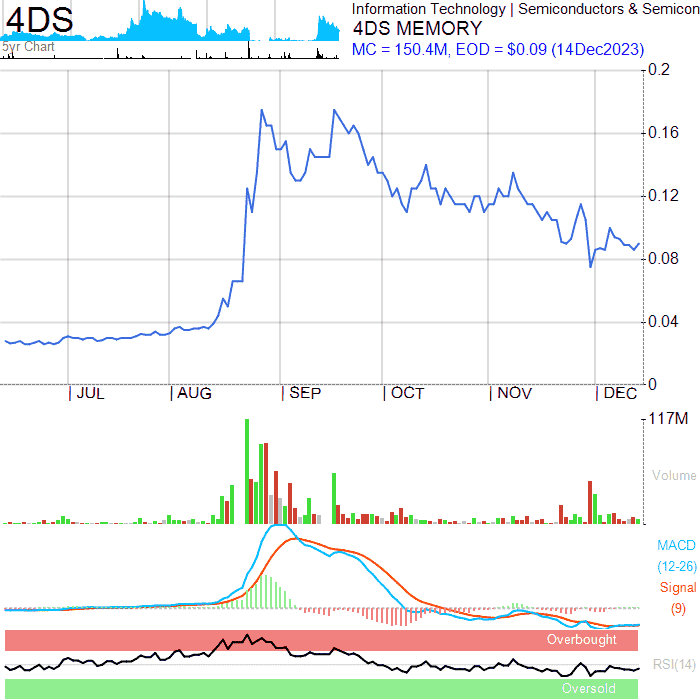 4DS
5yr Chart
Information Technology | Semiconductors & Semicon
4DS MEMORY
MC = 150.4M, EOD = $0.09 (14Dec2023)
0.2
0.16
0.12
0.08
0.04
0
JUL AUG SEP OCT NOV DEC
117M
Volume
MACD
(12-26)
Signal
(9)
Overbought
RSI(14)
Oversold